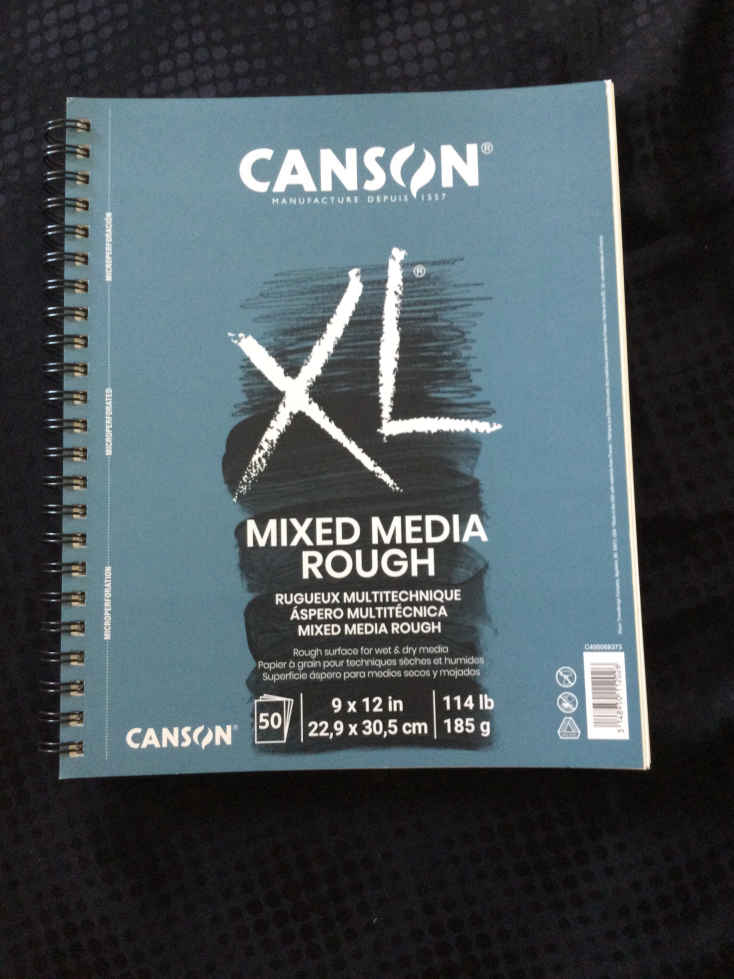 CANSON®
MANUFACTURE DEPUIS 1557
MICROPERFORACIÓN
XL®
MICROPERFORATED
MIXED MEDIA
ROUGH
RUGUEUX MULTITECHNIQUE
ÁSPERO MULTITÉCNICA
MIXED MEDIA ROUGH
MICROPERFORATION
Rough surface for wet & dry media
Papier à grain pour techniques sèches et humides
Superficie áspera para medios secos y mojados
C400059373
50
9 x 12 in
22,9 x 30,5 cm
114 lb
185 g
CANSON®